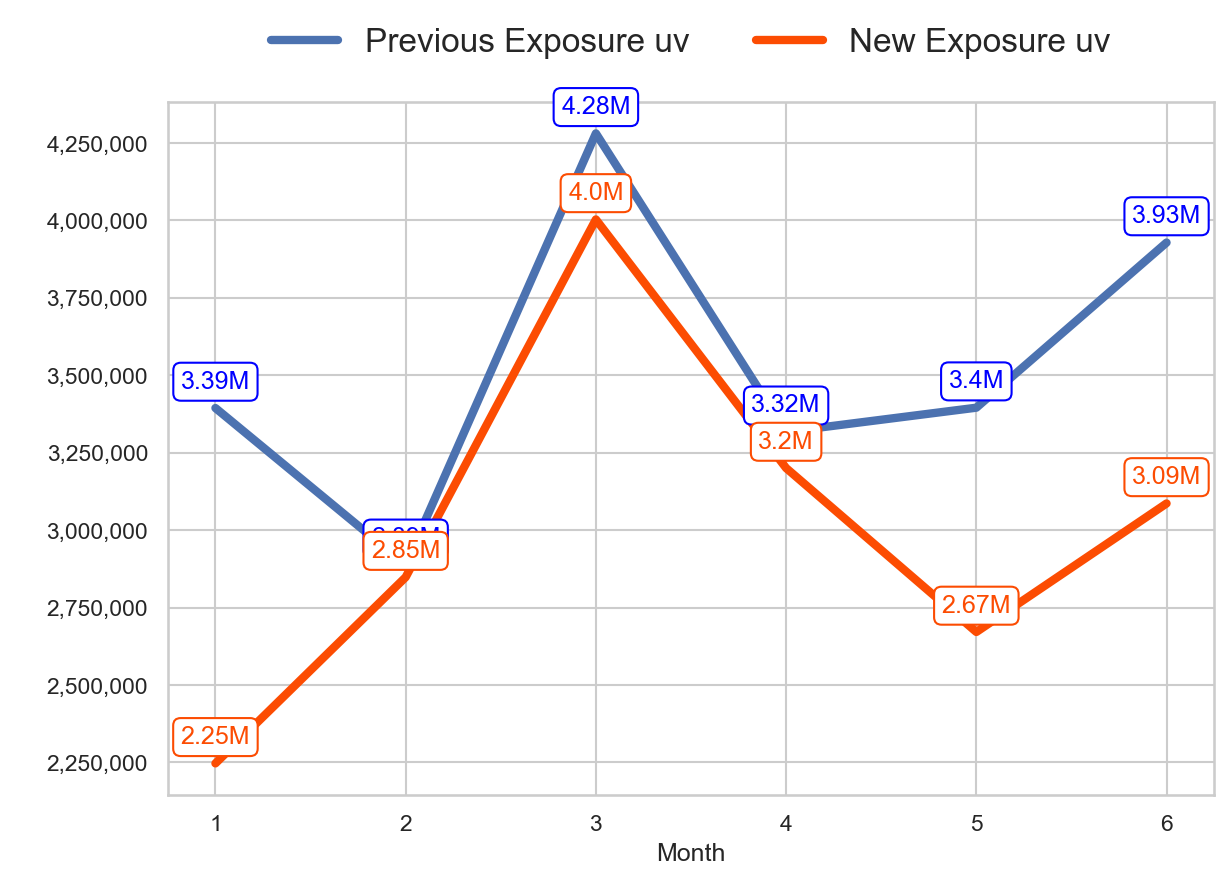 Previous Exposure uv New Exposure uv
4.28M
4,250,000
4.0M
4,000,000
3.93M
3,750,000
3,500,000
3.39M
3.4M
3.32M
3.2M
3,250,000
3.09M
3,000,000
2.85M
2,750,000
2.67M
2,500,000
2.25M
2,250,000
1 2 3 4 5 6
Month